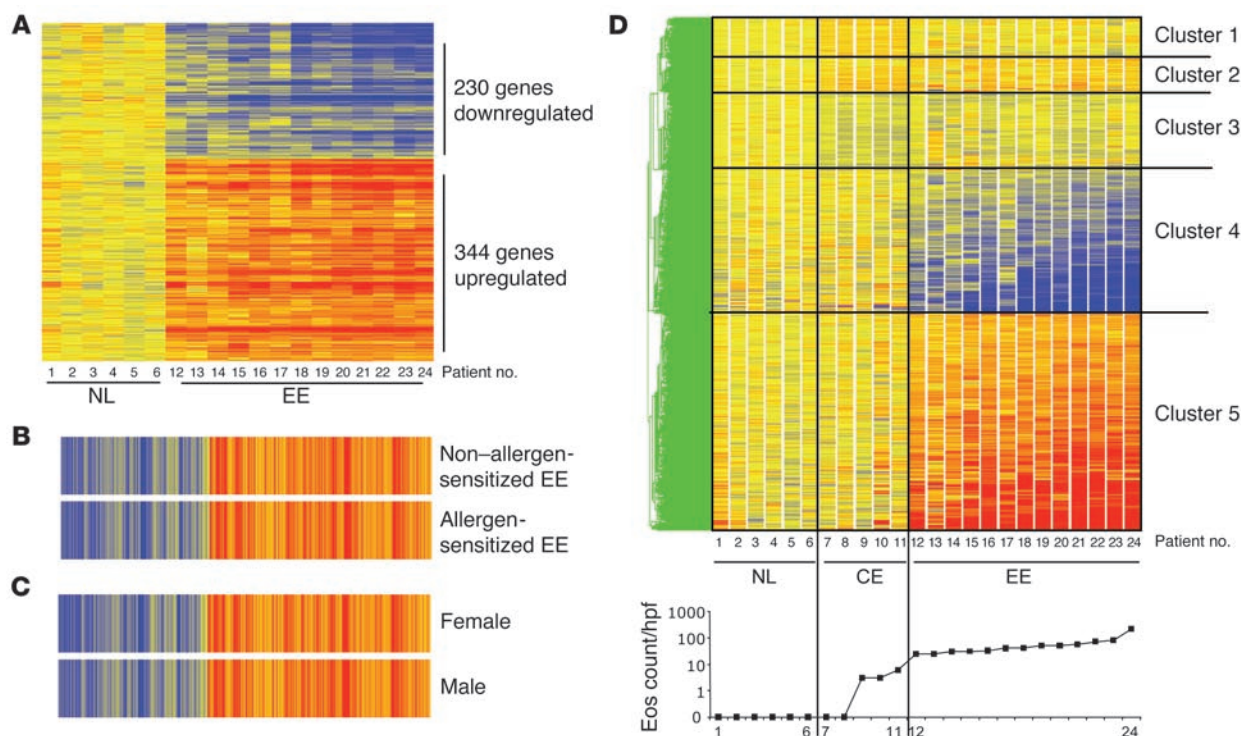 A
230 genes
downregulated
344 genes
upregulated
1 2 3 4 5 6 12 13 14 15 16 17 18 19 20 21 22 23 24 Patient no.
NL EE
B
Non–allergen-
sensitized EE
Allergen-
sensitized EE
C
Female
Male
D
Cluster 1
Cluster 2
Cluster 3
Cluster 4
Cluster 5
1 2 3 4 5 6 7 8 9 10 11 12 13 14 15 16 17 18 19 20 21 22 23 24 Patient no.
NL CE EE
Eos count/hpf
1000
100
10
1
0
1 6 7 11 12 24